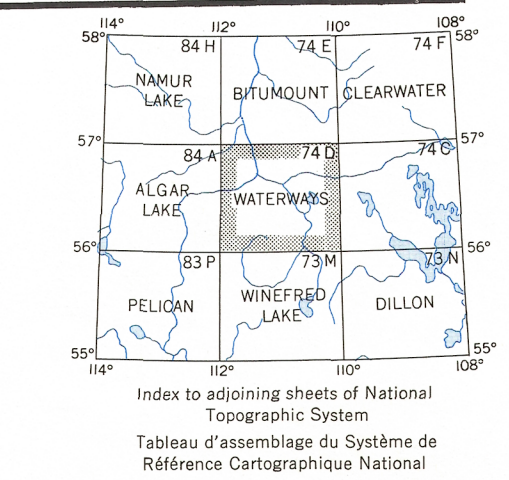 114° 112° 110° 108°
58° 84 H 74 E 74 F 58°
NAMUR
LAKE
BITUMOUNT
CLEARWATER
57° 84 A 74 D 74 C 57°
ALGAR
LAKE
WATERWAYS
56° 83 P 73 M 73 N 56°
PELICAN
WINEFRED
LAKE
DILLON
55° 55°
114° 112° 110° 108°
Index to adjoining sheets of National
Topographic System
Tableau d'assemblage du Système de
Référence Cartographique National